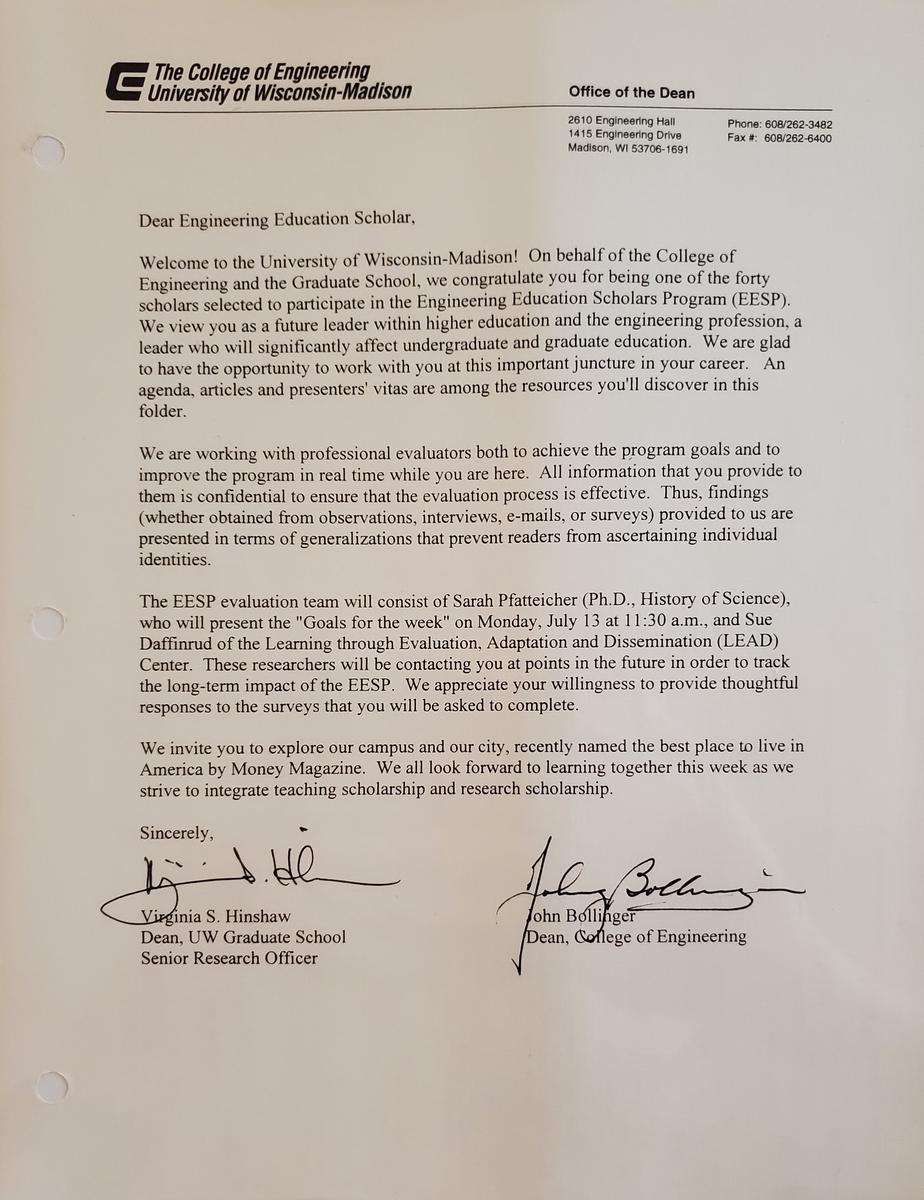 The College of Engineering
University of Wisconsin-Madison
Office of the Dean
2610 Engineering Hall
1415 Engineering Drive
Madison, WI 53706-1691
Phone: 608/262-3482
Fax #: 608/262-6400
Dear Engineering Education Scholar,
Welcome to the University of Wisconsin-Madison! On behalf of the College of
Engineering and the Graduate School, we congratulate you for being one of the forty
scholars selected to participate in the Engineering Education Scholars Program (EESP).
We view you as a future leader within higher education and the engineering profession, a
leader who will significantly affect undergraduate and graduate education. We are glad
to have the opportunity to work with you at this important juncture in your career. An
agenda, articles and presenters' vitas are among the resources you'll discover in this
folder.
We are working with professional evaluators both to achieve the program goals and to
improve the program in real time while you are here. All information that you provide to
them is confidential to ensure that the evaluation process is effective. Thus, findings
(whether obtained from observations, interviews, e-mails, or surveys) provided to us are
presented in terms of generalizations that prevent readers from ascertaining individual
identities.
The EESP evaluation team will consist of Sarah Pfatteicher (Ph.D., History of Science),
who will present the "Goals for the week" on Monday, July 13 at 11:30 a.m., and Sue
Daffinrud of the Learning through Evaluation, Adaptation and Dissemination (LEAD)
Center. These researchers will be contacting you at points in the future in order to track
the long-term impact of the EESP. We appreciate your willingness to provide thoughtful
responses to the surveys that you will be asked to complete.
We invite you to explore our campus and our city, recently named the best place to live in
America by Money Magazine. We all look forward to learning together this week as we
strive to integrate teaching scholarship and research scholarship.
Sincerely,
Virginia S. Hinshaw
Dean, UW Graduate School
Senior Research Officer
John Bollinger
John Bollinger
Dean, College of Engineering